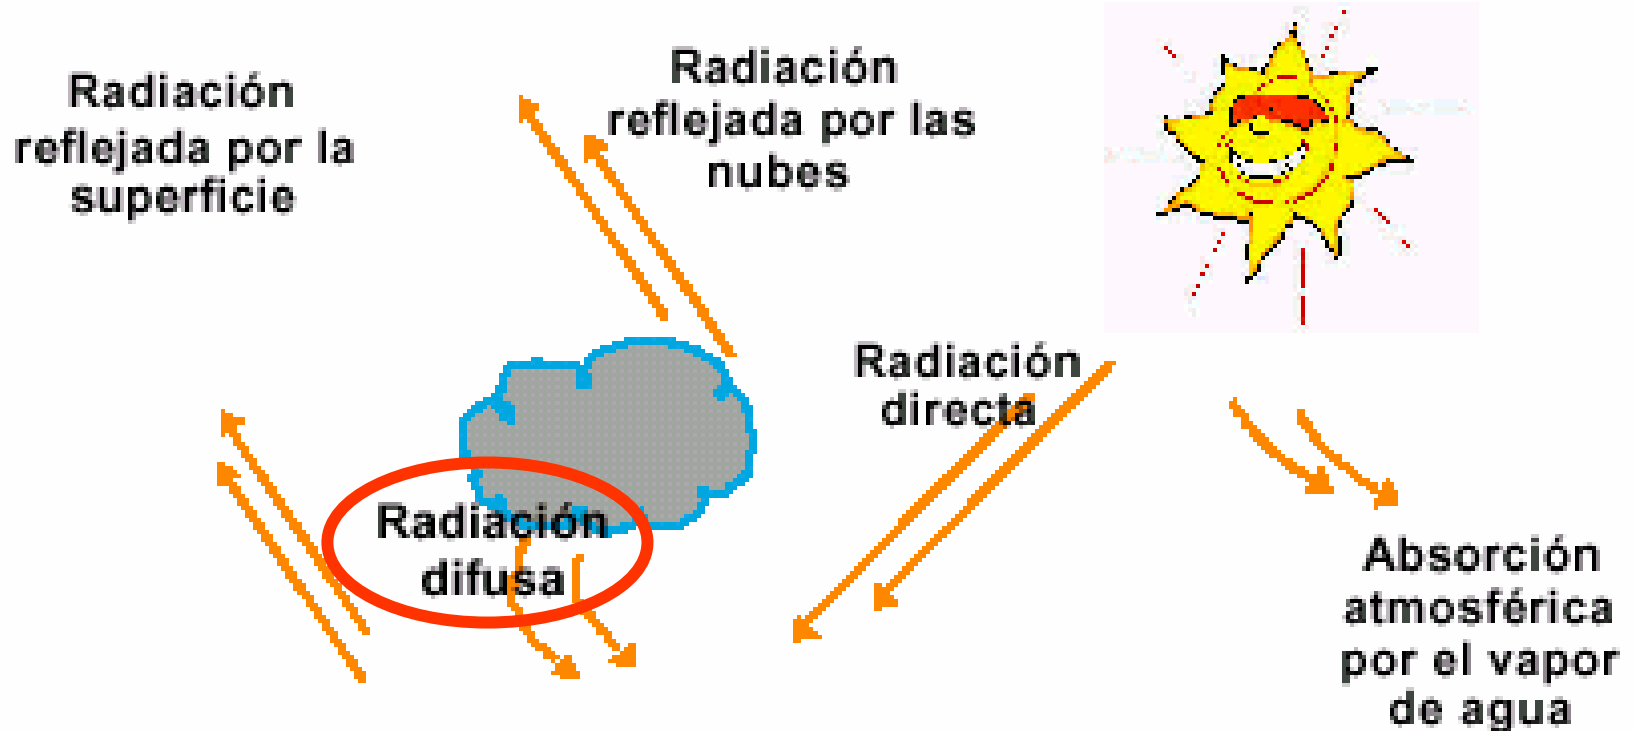 Radiación
reflejada por la
superficie
Radiación
reflejada por las
nubes
Radiación
directa
Radiación
difusa
Absorción
atmosférica
por el vapor
de agua